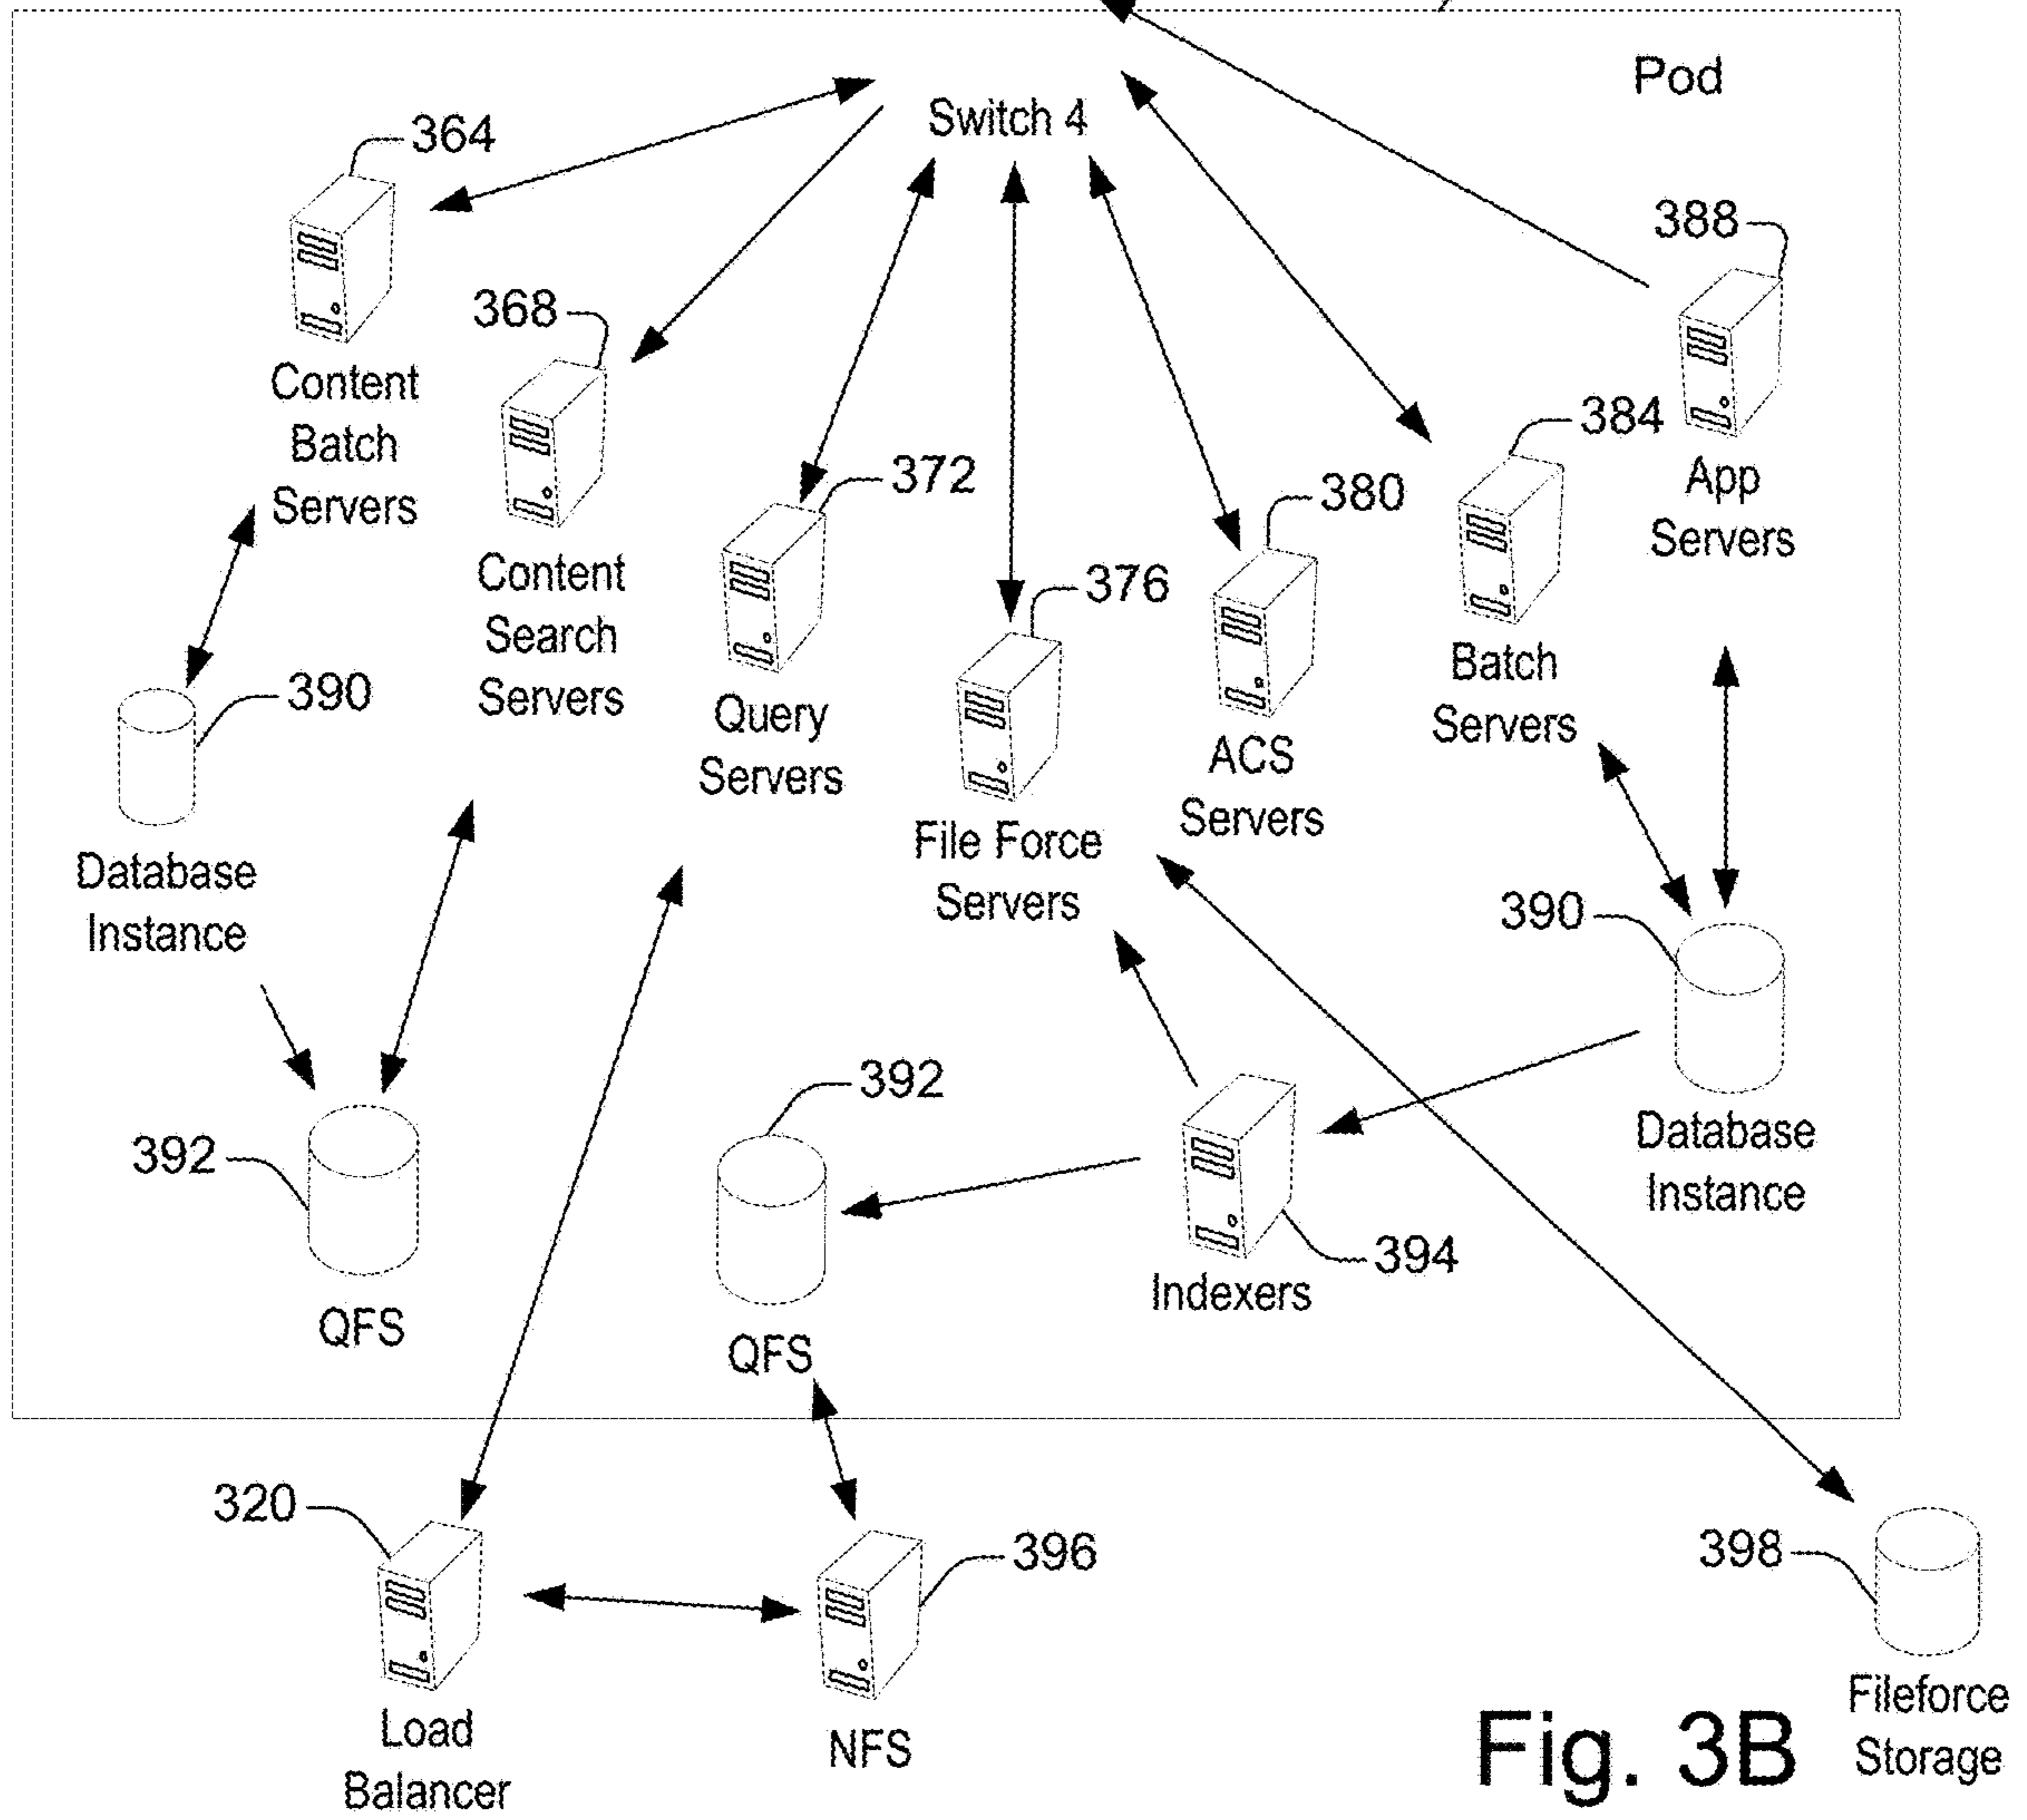 Pod
Switch 4
364
388
368
Content
Batch
Servers
384
App
Servers
372
380
Content
Search
Servers
376
Batch
Servers
390
Query
Servers
ACS
Servers
File Force
Servers
Database
Instance
390
392
392
Database
Instance
394
Indexers
QFS
QFS
320
396
398
Load
Balancer
NFS
Fileforce
Storage
Fig. 3B